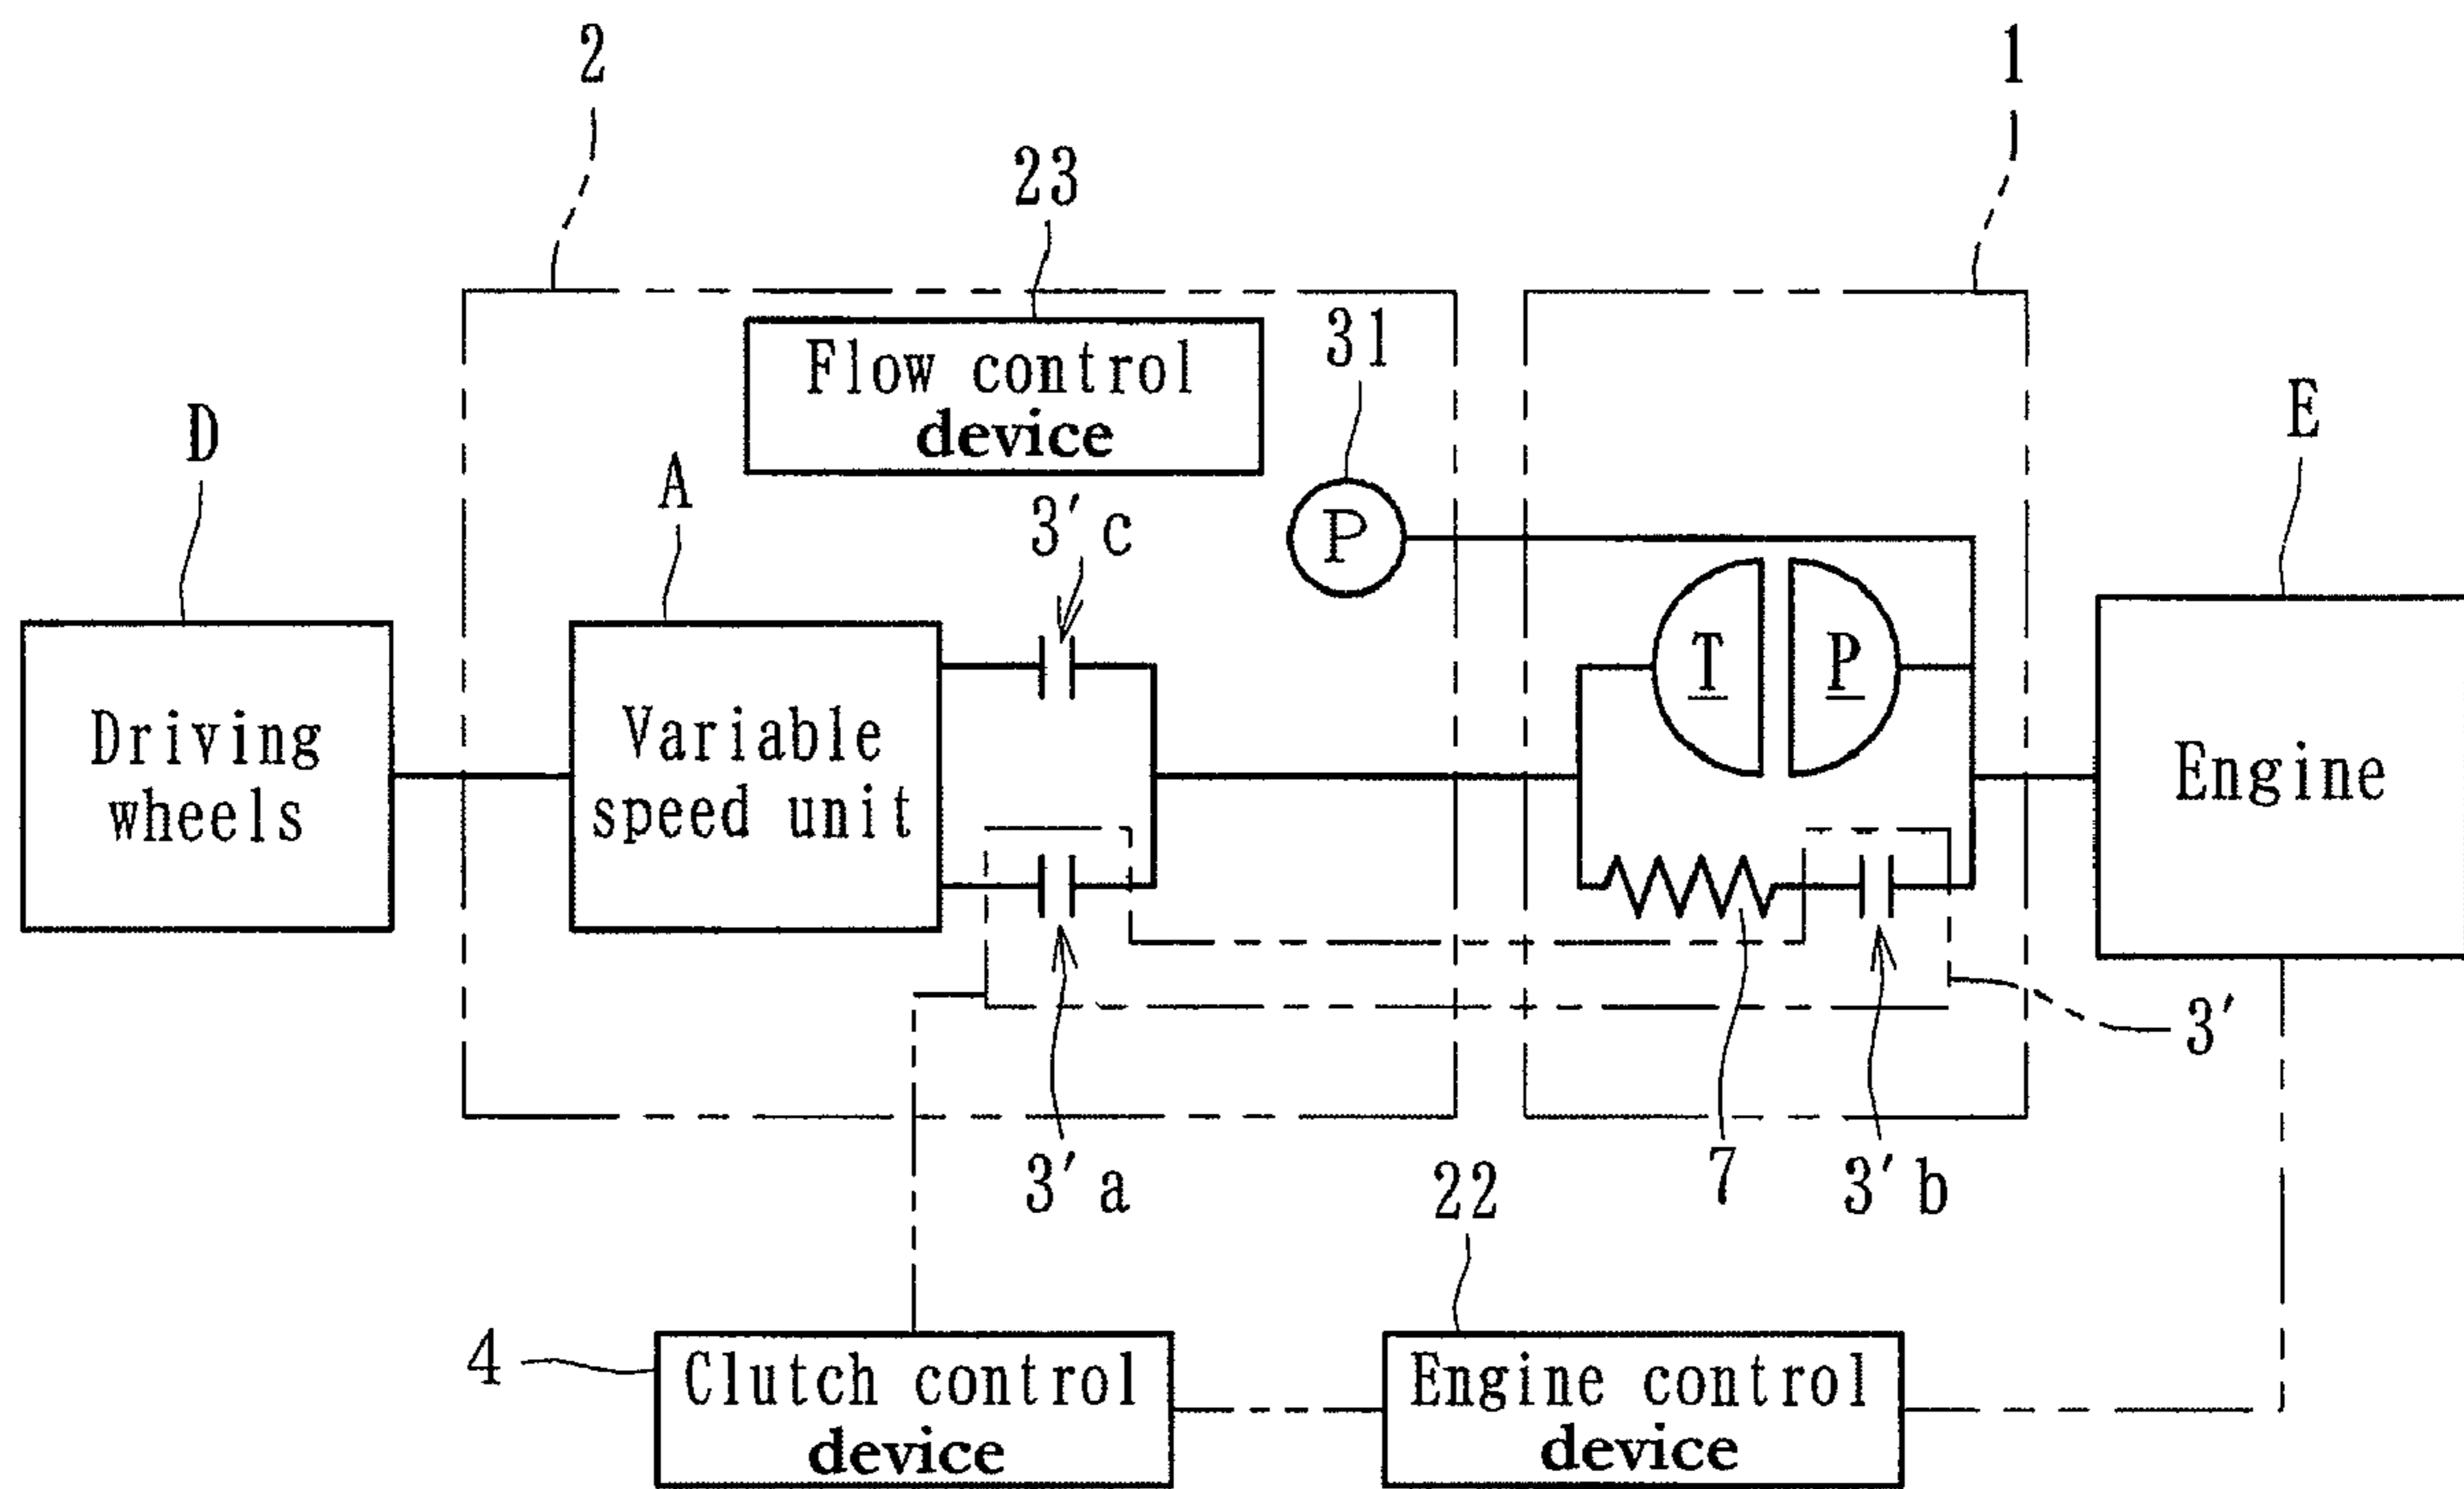 2
1
23
Flow control
device
31
D
A
3'c
P
E
Driving
wheels
Variable
speed unit
T
P
Engine
3'
3'a
22
7
3'b
4
Clutch control
device
Engine control
device